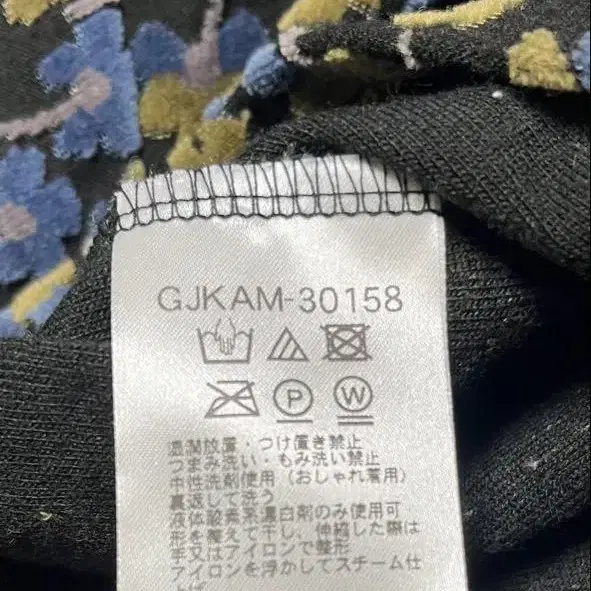 GJKAM-30158
P
W
湿潤放置・つけ置き禁止
つまみ洗い・もみ洗い禁止
中性洗剤使用（おしゃれ着用）
裏返して洗う
液体酸素系漂白剤のみ使用可
形を整えて干し、伸縮した際は
手又はアイロンで整形
アイロンを浮かしてスチーム仕